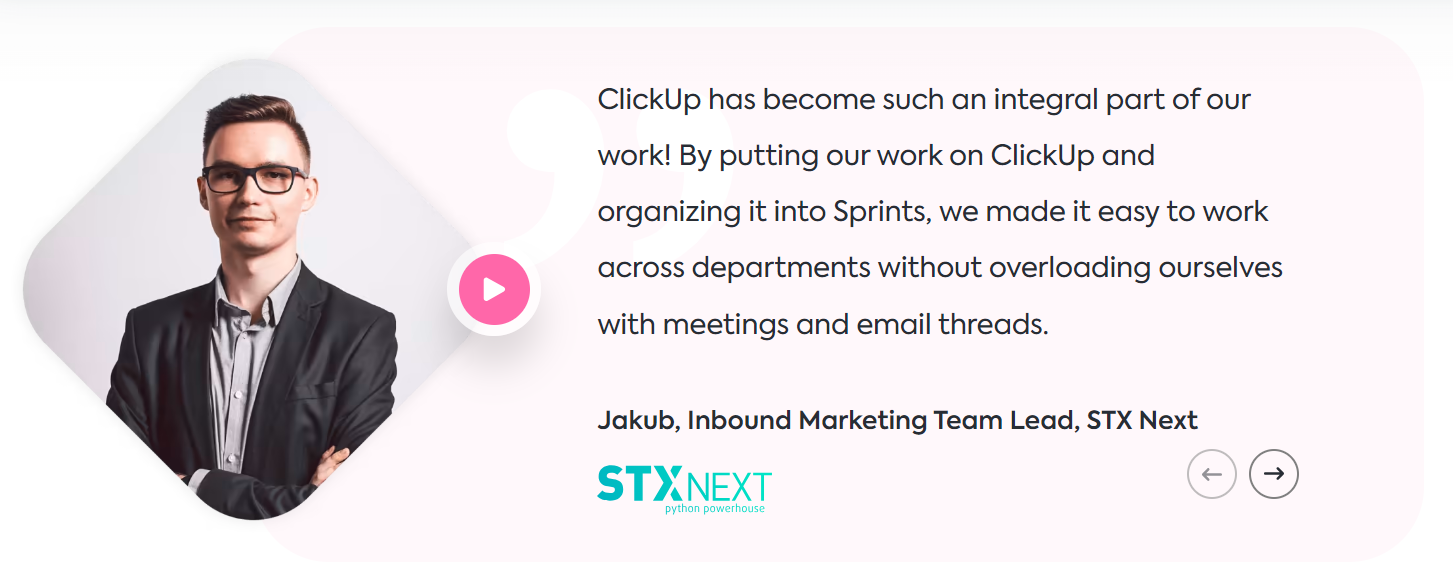 ClickUp has become such an integral part of our
work! By putting our work on ClickUp and
organizing it into Sprints, we made it easy to work
across departments without overloading ourselves
with meetings and email threads.
Jakub, Inbound Marketing Team Lead, STX Next
STXNEXT
python powerhouse